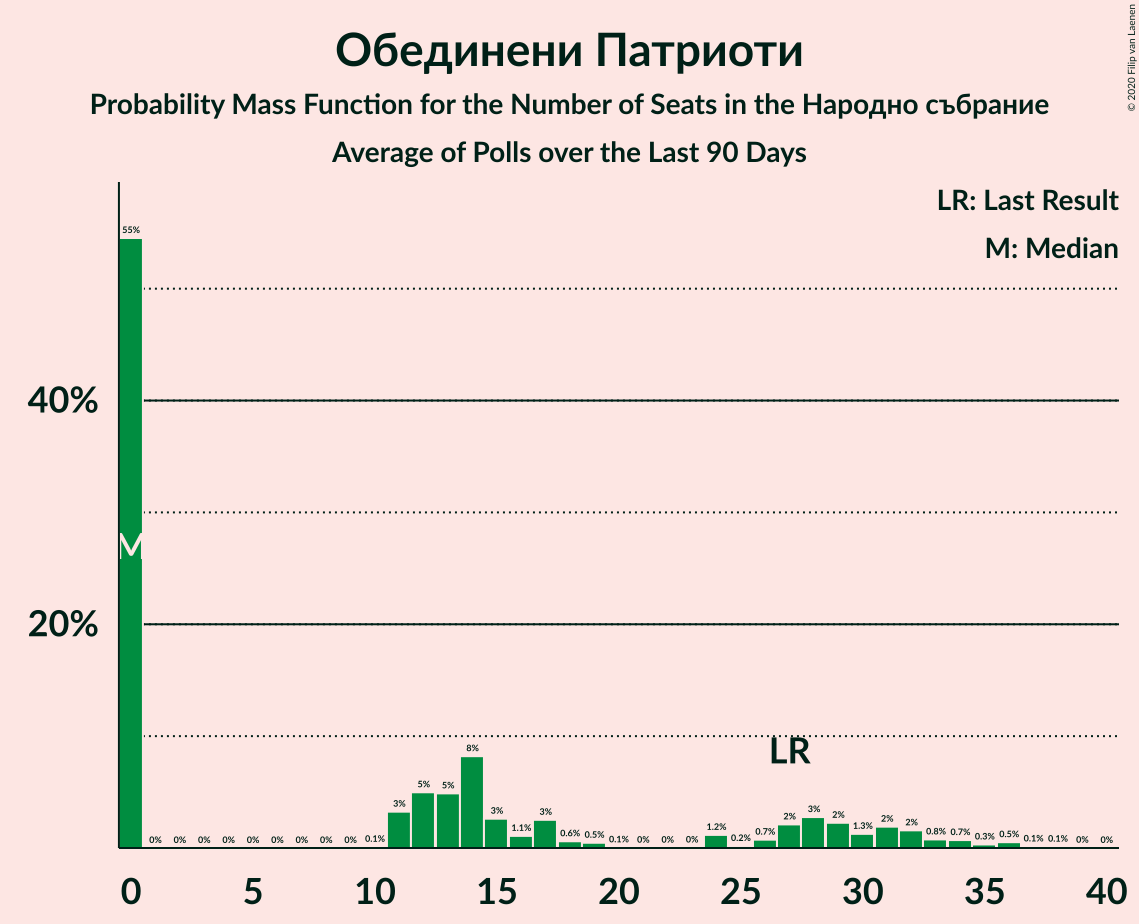 Обединени Патриоти
Probability Mass Function for the Number of Seats in the Народно събрание
Average of Polls over the Last 90 Days
© 2020 Filip van Laenen
LR: Last Result
M: Median
55%
40%
20%
M
LR
0% 0% 0% 0% 0% 0% 0% 0% 0% 0.1% 3% 5% 5% 8% 3% 1.1% 3% 0.6% 0.5% 0.1% 0% 0% 0% 1.2% 0.2% 0.7% 2% 3% 2% 1.3% 2% 2% 0.8% 0.7% 0.3% 0.5% 0.1% 0.1% 0% 0%
0 5 10 15 20 25 30 35 40